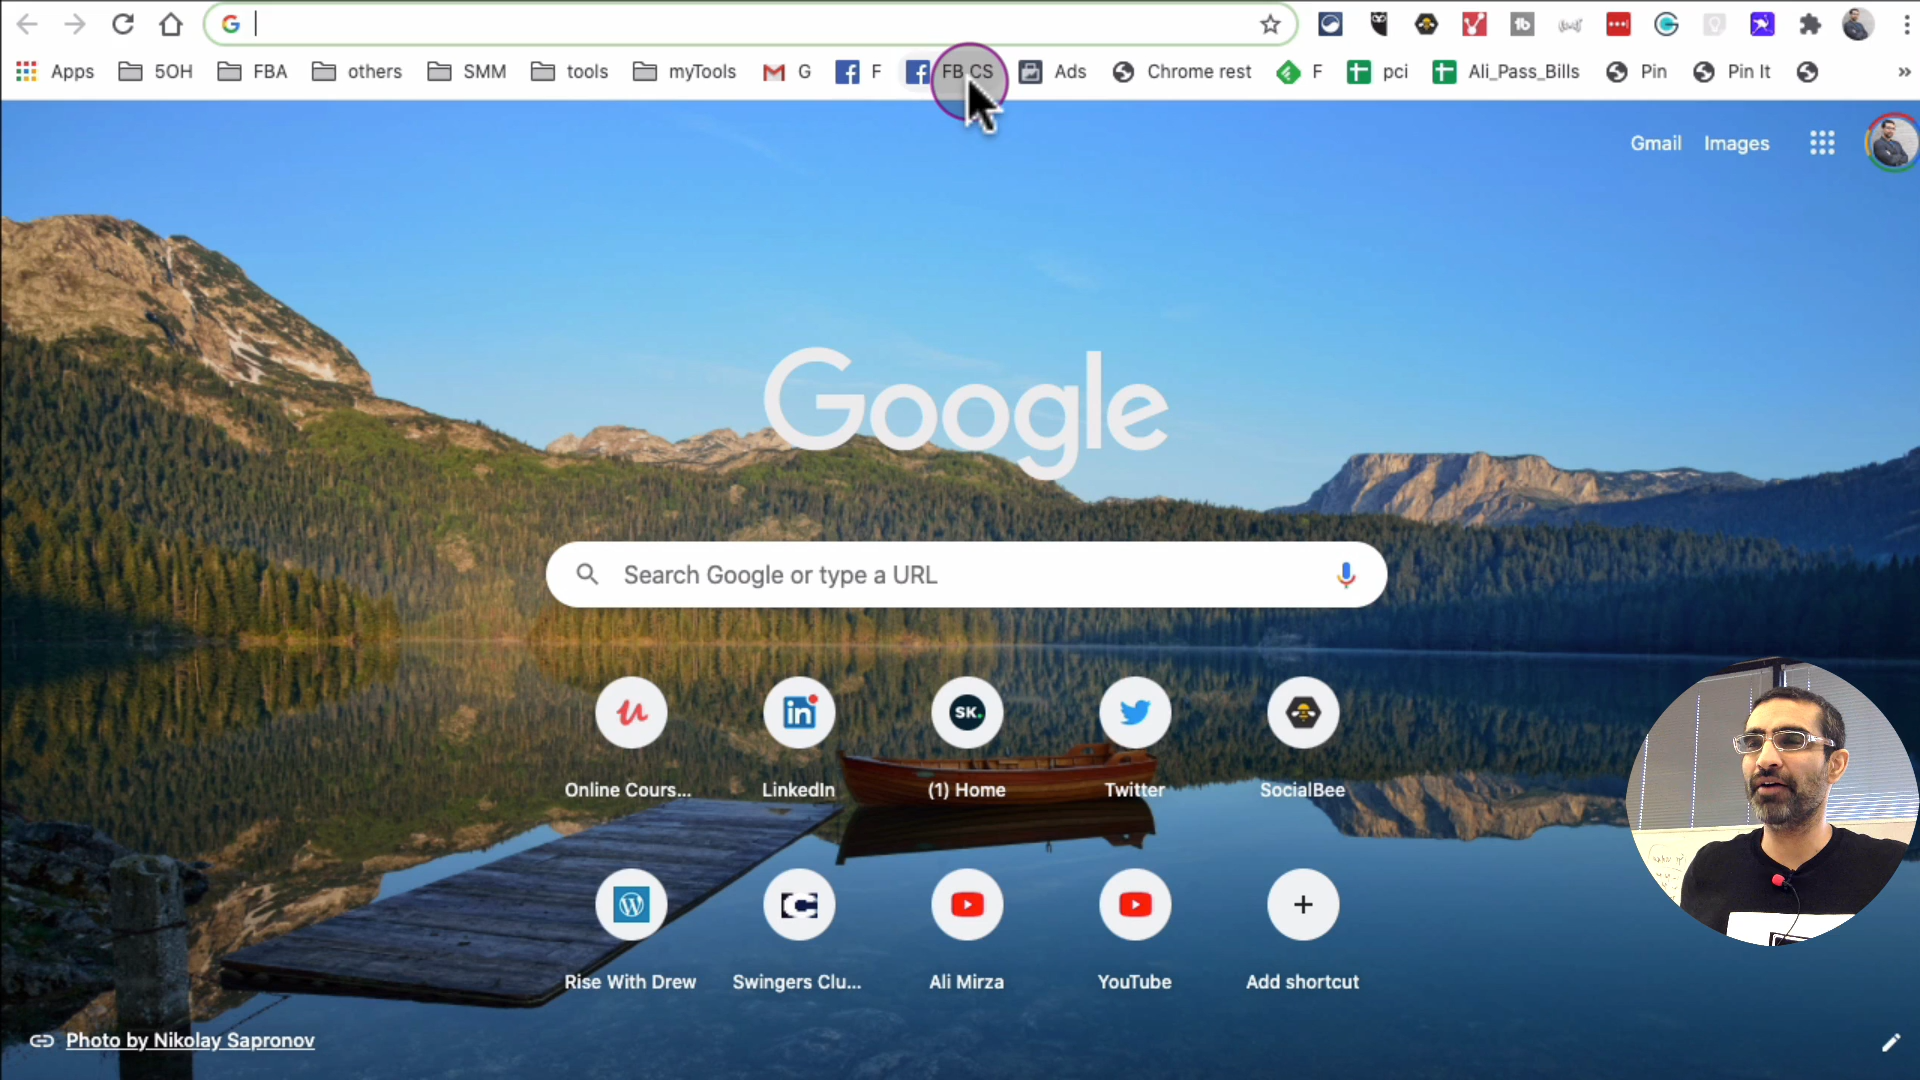 Apps 5OH FBA others SMM tools myTools G F FB CS Ads Chrome rest F pci Ali_Pass_Bills Pin Pin It »
Gmail Images
Google
Search Google or type a URL
SK.
Online Cours... LinkedIn (1) Home Twitter SocialBee
Rise With Drew Swingers Clu... Ali Mirza YouTube Add shortcut
Photo by Nikolay Sapronov